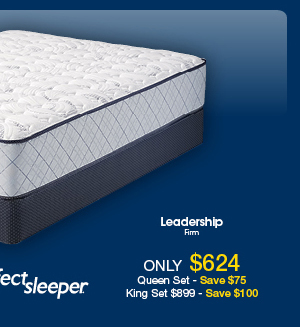 Leadership
Firm
ONLY $624
Queen Set - Save $75
King Set $899 - Save $100
sleeper